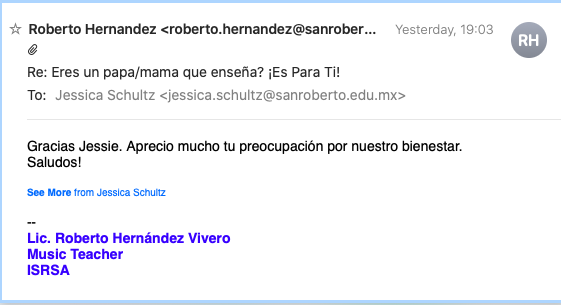 Roberto Hernandez <roberto.hernandez@sanrober... Yesterday, 19:03
RH
Re: Eres un papa/mama que enseña? ¡Es Para Ti!
To: Jessica Schultz <jessica.schultz@sanroberto.edu.mx>
Gracias Jessie. Aprecio mucho tu preocupación por nuestro bienestar.
Saludos!
See More from Jessica Schultz
--
Lic. Roberto Hernández Vivero
Music Teacher
ISRSA